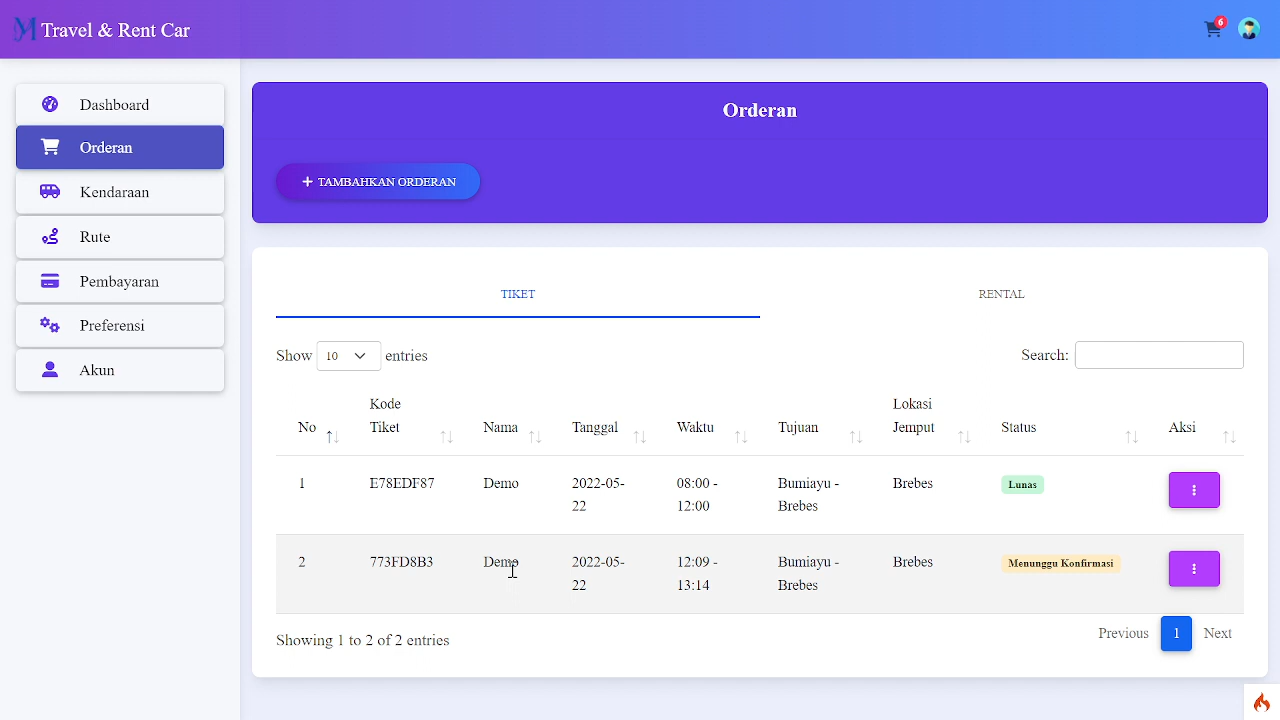 M Travel & Rent Car
6
Dashboard
Orderan
Kendaraan
Rute
Pembayaran
Preferensi
Akun
Orderan
+ TAMBAHKAN ORDERAN
TIKET RENTAL
Show 10 entries Search:
No Kode Tiket Nama Tanggal Waktu Tujuan Lokasi Jemput Status Aksi
1 E78EDF87 Demo 2022-05-22 08:00 - 12:00 Bumiayu - Brebes Brebes Lunas
2 773FD8B3 Demo 2022-05-22 12:09 - 13:14 Bumiayu - Brebes Brebes Menunggu Konfirmasi
Showing 1 to 2 of 2 entries
Previous 1 Next